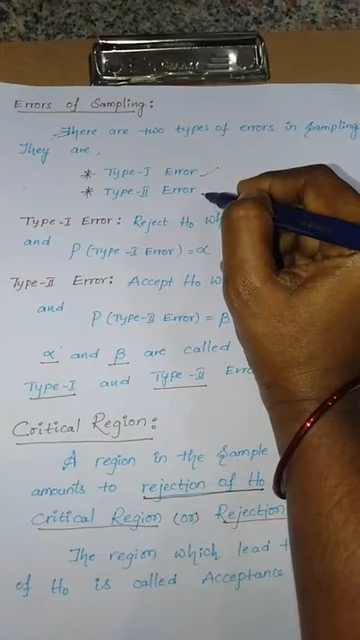 Errors of Sampling:
There are two types of errors in Sampling
They are,
* Type-I Error ✓
* Type-II Error
Type-I Error: Reject H0
and
P(Type-I Error) = α
Type-II Error: Accept H0
and
P(Type-II Error) = β
α and β are called
Type-I and Type-II
Critical Region:
A region in the Sample
amounts to rejection of H0
Critical Region (or) Rejection
The region which lead
of H0 is called Acceptance